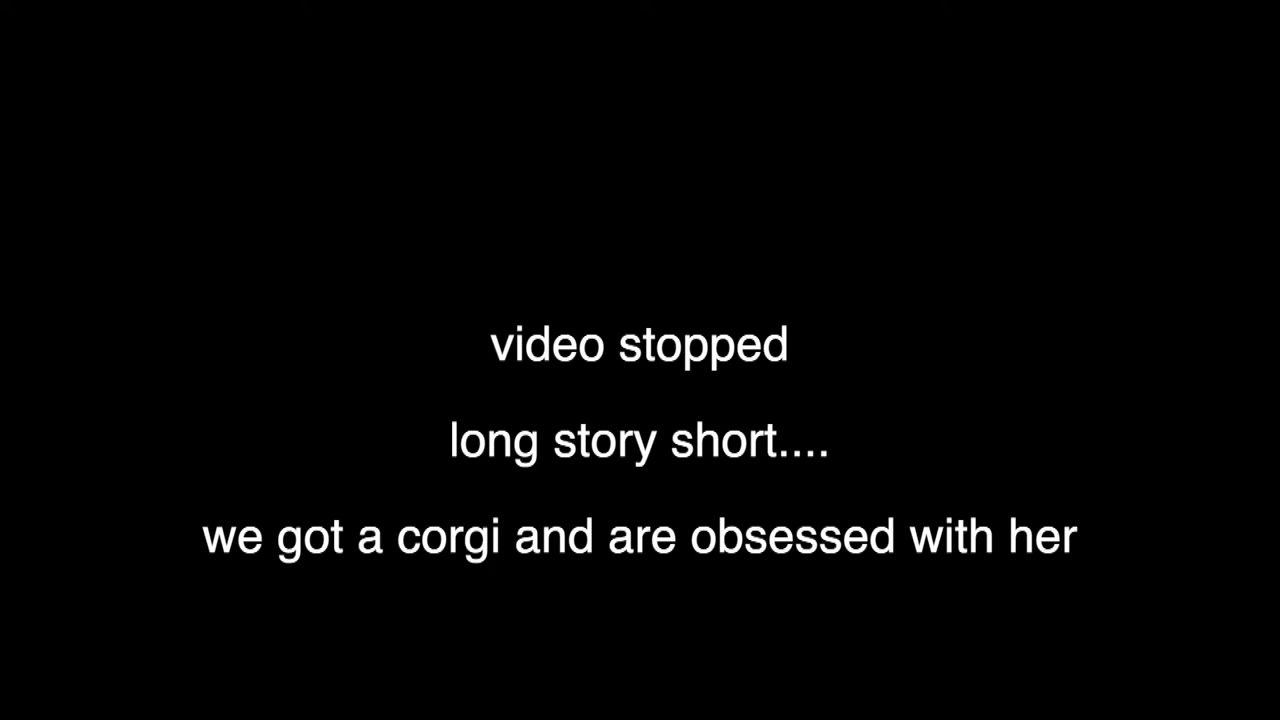 video stopped
long story short....
we got a corgi and are obsessed with her